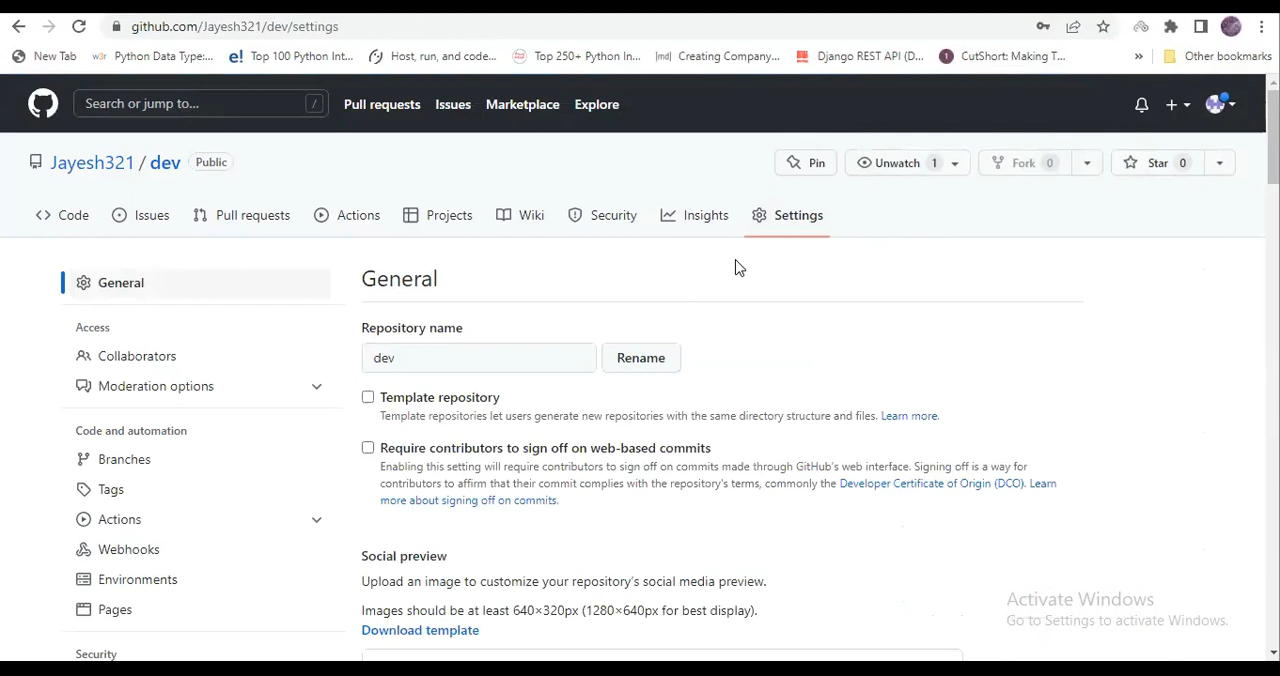 github.com/Jayesh321/dev/settings
New Tab Python Data Type:... Top 100 Python Int... Host, run, and code... Top 250+ Python In... Creating Company... Django REST API (D... CutShort: Making T... » Other bookmarks
Search or jump to... / Pull requests Issues Marketplace Explore
Jayesh321 / dev Public Pin Unwatch 1 Fork 0 Star 0
Code Issues Pull requests Actions Projects Wiki Security Insights Settings
General
Access
Collaborators
Moderation options
Code and automation
Branches
Tags
Actions
Webhooks
Environments
Pages
Security
General
Repository name
dev Rename
Template repository
Template repositories let users generate new repositories with the same directory structure and files. Learn more.
Require contributors to sign off on web-based commits
Enabling this setting will require contributors to sign off on commits made through GitHub's web interface. Signing off is a way for
contributors to affirm that their commit complies with the repository's terms, commonly the Developer Certificate of Origin (DCO). Learn
more about signing off on commits.
Social preview
Upload an image to customize your repository's social media preview.
Images should be at least 640×320px (1280×640px for best display).
Download template
Activate Windows
Go to Settings to activate Windows.